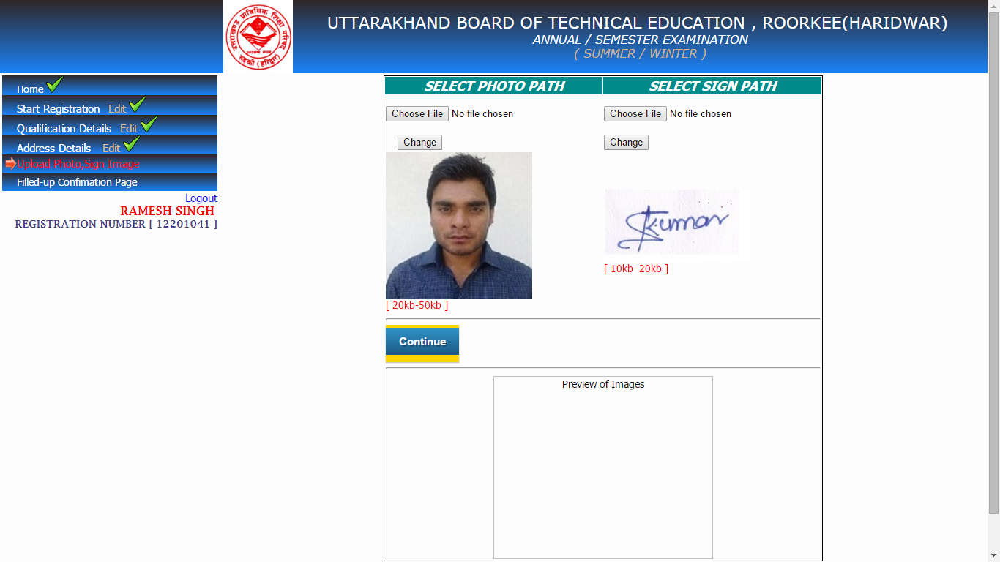 उत्तराखण्ड प्राविधिक शिक्षा परिषद्
रुड़की (हरिद्वार)
UTTARAKHAND BOARD OF TECHNICAL EDUCATION , ROORKEE(HARIDWAR)
ANNUAL / SEMESTER EXAMINATION
( SUMMER / WINTER )
Home
Start Registration Edit
Qualification Details Edit
Address Details Edit
Upload Photo,Sign Image
Filled-up Confimation Page
Logout
RAMESH SINGH
REGISTRATION NUMBER [ 12201041 ]
SELECT PHOTO PATH
SELECT SIGN PATH
Choose File No file chosen
Choose File No file chosen
Change
Change
Kumar
[ 10kb–20kb ]
[ 20kb-50kb ]
Continue
Preview of Images